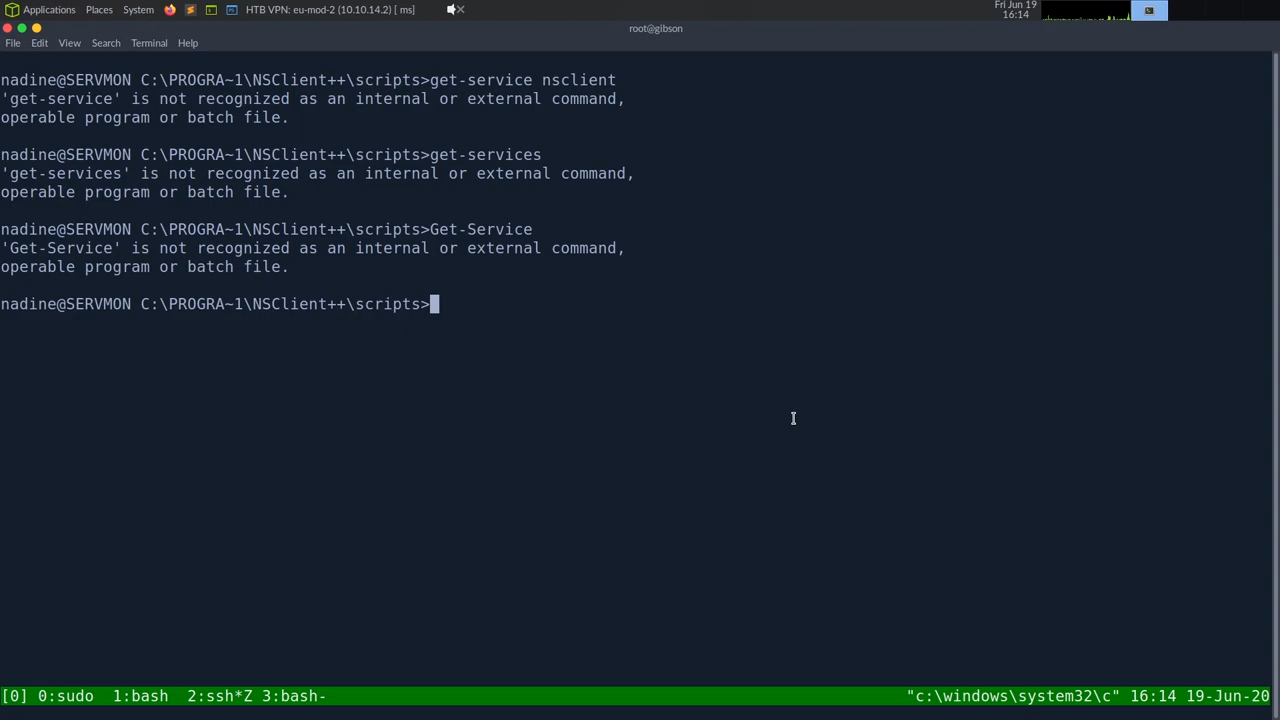 Applications Places System HTB VPN: eu-mod-2 (10.10.14.2) [ ms] Fri Jun 19
16:14
root@gibson
File Edit View Search Terminal Help
nadine@SERVMON C:\PROGRA~1\NSClient++\scripts>get-service nsclient
'get-service' is not recognized as an internal or external command,
operable program or batch file.
nadine@SERVMON C:\PROGRA~1\NSClient++\scripts>get-services
'get-services' is not recognized as an internal or external command,
operable program or batch file.
nadine@SERVMON C:\PROGRA~1\NSClient++\scripts>Get-Service
'Get-Service' is not recognized as an internal or external command,
operable program or batch file.
nadine@SERVMON C:\PROGRA~1\NSClient++\scripts>
[0] 0:sudo 1:bash 2:ssh*Z 3:bash- "c:\windows\system32\c" 16:14 19-Jun-20